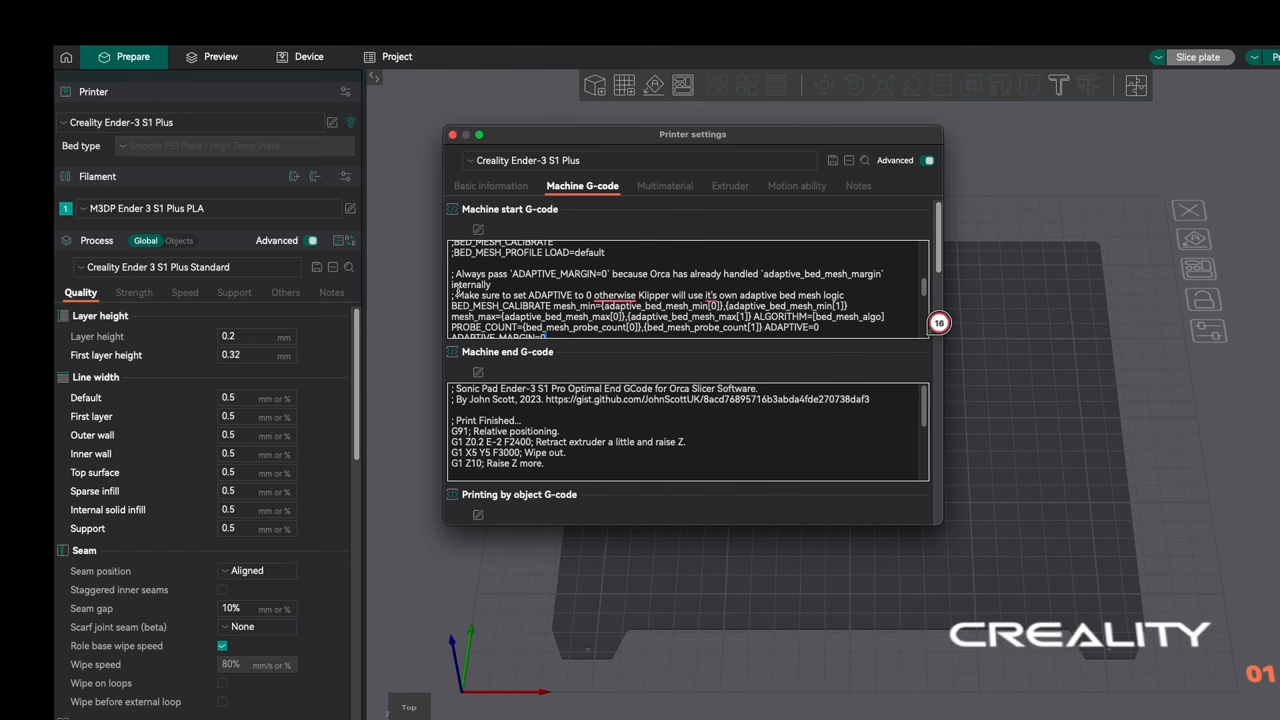 Prepare
Preview
Device
Project
Slice plate
Printer
Creality Ender-3 S1 Plus
Bed type
Smooth PEI Plate / High Temp Plate
Filament
1
M3DP Ender 3 S1 Plus PLA
Process
Global
Objects
Advanced
Creality Ender 3 S1 Plus Standard
Quality
Strength
Speed
Support
Others
Notes
Layer height
Layer height
0.2
mm
First layer height
0.32
mm
Line width
Default
0.5
mm or %
First layer
0.5
mm or %
Outer wall
0.5
mm or %
Inner wall
0.5
mm or %
Top surface
0.5
mm or %
Sparse infill
0.5
mm or %
Internal solid infill
0.5
mm or %
Support
0.5
mm or %
Seam
Seam position
Aligned
Staggered inner seams
Seam gap
10%
mm or %
Scarf joint seam (beta)
None
Role base wipe speed
Wipe speed
80%
mm/s or %
Wipe on loops
Wipe before external loop
Printer settings
Creality Ender-3 S1 Plus
Advanced
Basic information
Machine G-code
Multimaterial
Extruder
Motion ability
Notes
Machine start G-code
;BED_MESH_CALIBRATE
;BED_MESH_PROFILE LOAD=default
; Always pass `ADAPTIVE_MARGIN=0` because Orca has already handled `adaptive_bed_mesh_margin`
internally
; Make sure to set ADAPTIVE to 0 otherwise Klipper will use it's own adaptive bed mesh logic
BED_MESH_CALIBRATE mesh_min={adaptive_bed_mesh_min[0]},{adaptive_bed_mesh_min[1]}
mesh_max={adaptive_bed_mesh_max[0]},{adaptive_bed_mesh_max[1]} ALGORITHM=[bed_mesh_algo]
PROBE_COUNT={bed_mesh_probe_count[0]},{bed_mesh_probe_count[1]} ADAPTIVE=0
ADAPTIVE_MARGIN=0
16
Machine end G-code
; Sonic Pad Ender-3 S1 Pro Optimal End GCode for Orca Slicer Software.
; By John Scott, 2023. https://gist.github.com/JohnScottUK/8acd76895716b3abda4fde270738daf3
; Print Finished...
G91; Relative positioning.
G1 Z0.2 E-2 F2400; Retract extruder a little and raise Z.
G1 X5 Y5 F3000; Wipe out.
G1 Z10; Raise Z more.
Printing by object G-code
CREALITY
01
Top